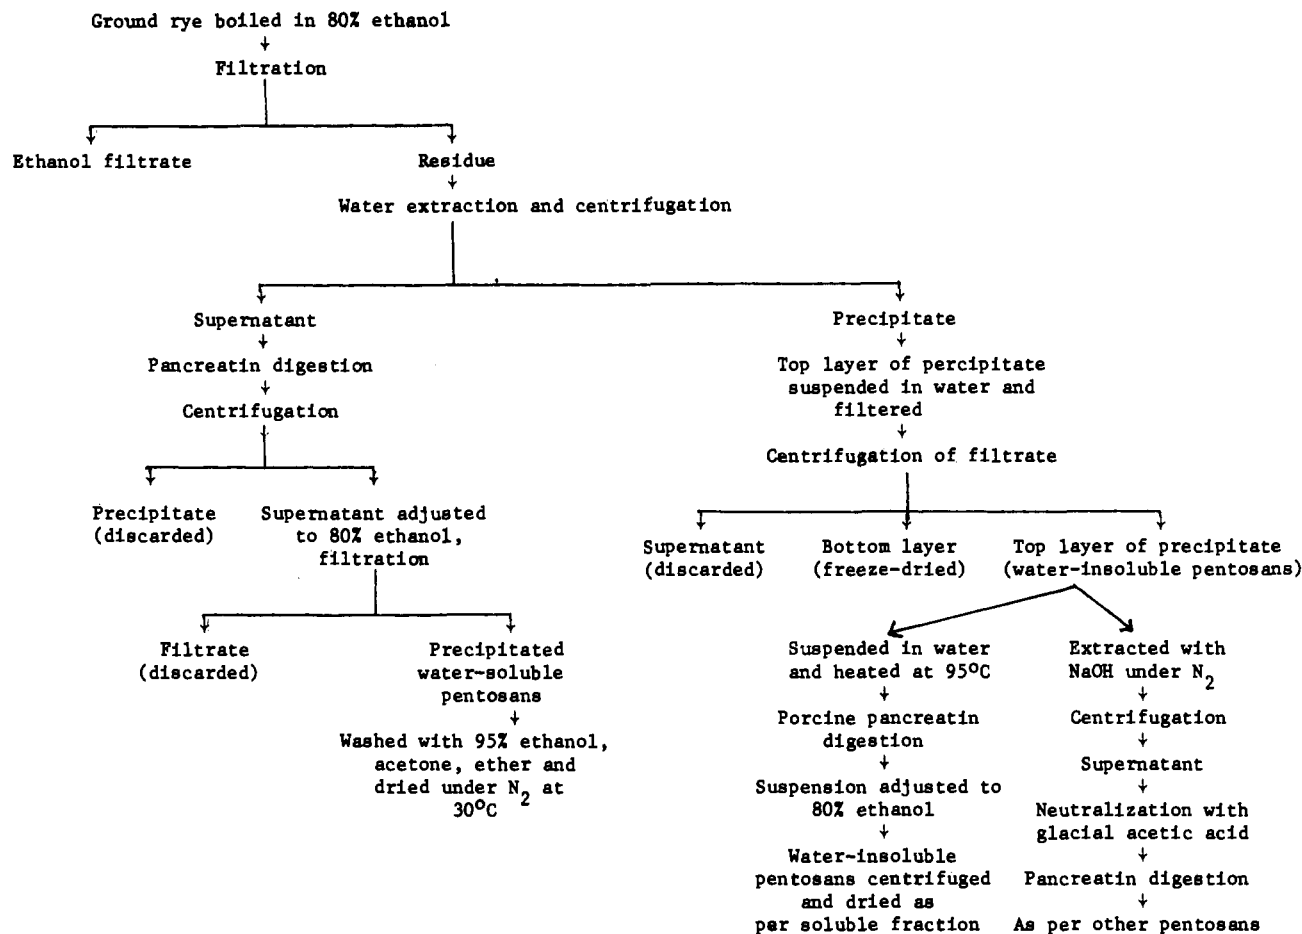 Ground rye boiled in 80% ethanol
Filtration
Ethanol filtrate
Residue
Water extraction and centrifugation
Supernatant
Pancreatin digestion
Centrifugation
Precipitate
(discarded)
Supernatant adjusted
to 80% ethanol,
filtration
Filtrate
(discarded)
Precipitated
water-soluble
pentosans
Washed with 95% ethanol,
acetone, ether and
dried under N2 at
30°C
Precipitate
Top layer of percipitate
suspended in water and
filtered
Centrifugation of filtrate
Supernatant
(discarded)
Bottom layer
(freeze-dried)
Top layer of precipitate
(water-insoluble pentosans)
Suspended in water
and heated at 95°C
Porcine pancreatin
digestion
Suspension adjusted to
80% ethanol
Water-insoluble
pentosans centrifuged
and dried as
per soluble fraction
Extracted with
NaOH under N2
Centrifugation
Supernatant
Neutralization with
glacial acetic acid
Pancreatin digestion
As per other pentosans